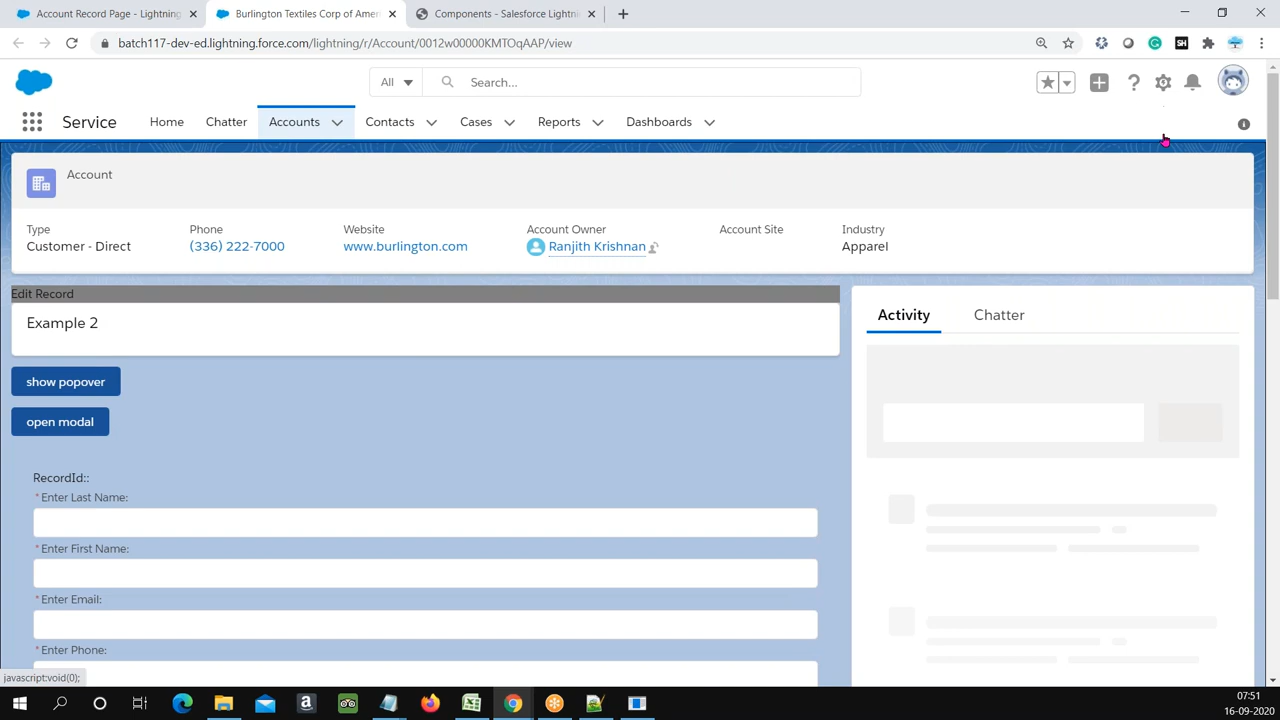 Account Record Page - Lightning
Burlington Textiles Corp of Amer
Components - Salesforce Lightni
batch117-dev-ed.lightning.force.com/lightning/r/Account/0012w00000KMTOqAAP/view
SH
All
Search...
Service
Home
Chatter
Accounts
Contacts
Cases
Reports
Dashboards
Account
Type
Customer - Direct
Phone
(336) 222-7000
Website
www.burlington.com
Account Owner
Ranjith Krishnan
Account Site
Industry
Apparel
Edit Record
Example 2
show popover
open modal
RecordId::
* Enter Last Name:
* Enter First Name:
* Enter Email:
* Enter Phone:
Activity
Chatter
javascript:void(0);
07:51
16-09-2020